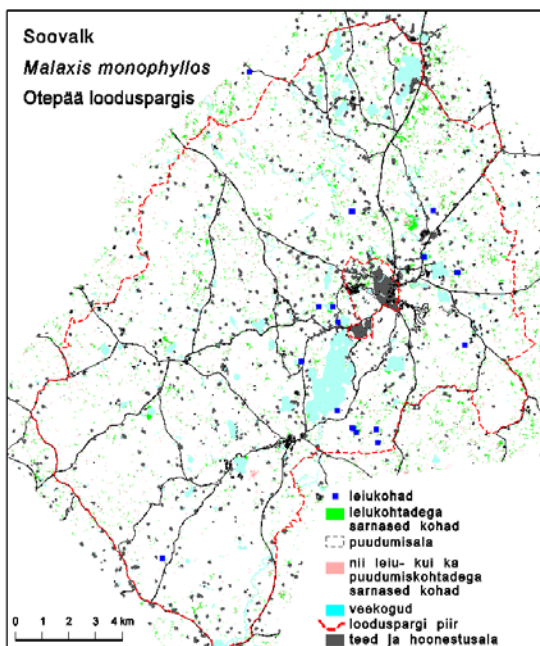 Soovalk
Malaxis monophyllos
Otepää looduspargis
leiukohad
leiukohtadega
sarnased kohad
puudumisala
nii leiu- kui ka
puudumiskohtadega
sarnased kohad
veekogud
looduspargi piir
teed ja hoonestusala
0 1 2 3 4 km